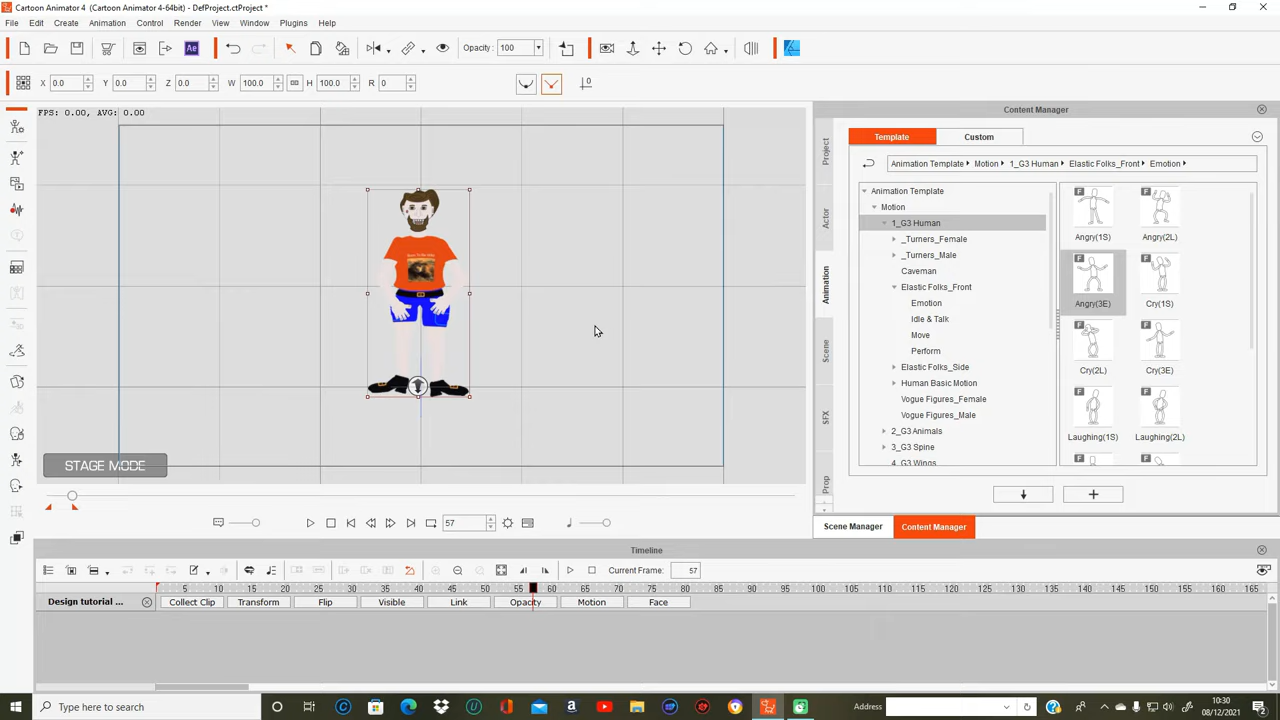 Cartoon Animator 4 (Cartoon Animator 4-64bit) - DefProject.ctProject *
File Edit Create Animation Control Render View Window Plugins Help
Ae Opacity : 100
X 0.0 Y 0.0 Z 0.0 W 100.0 H 100.0 R 0
FPS: 0.00, AVG: 0.00
STAGE MODE
57
Content Manager
Template Custom
Animation Template Motion 1_G3 Human Elastic Folks_Front Emotion
Project
Actor
Animation
Scene
SFX
Prop
Animation Template
Motion
1_G3 Human
_Turners_Female
_Turners_Male
Caveman
Elastic Folks_Front
Emotion
Idle & Talk
Move
Perform
Elastic Folks_Side
Human Basic Motion
Vogue Figures_Female
Vogue Figures_Male
2_G3 Animals
3_G3 Spine
4_G3 Wings
F F
Angry(1S) Angry(2L)
F F
Angry(3E) Cry(1S)
F F
Cry(2L) Cry(3E)
F F
Laughing(1S) Laughing(2L)
F F
Scene Manager Content Manager
Timeline
Current Frame: 57
5 10 15 20 25 30 35 40 45 50 55 60 65 70 75 80 85 90 95 100 105 110 115 120 125 130 135 140 145 150 155 160 165
Design tutorial ... Collect Clip Transform Flip Visible Link Opacity Motion Face
Type here to search
Address
10:30
08/12/2021